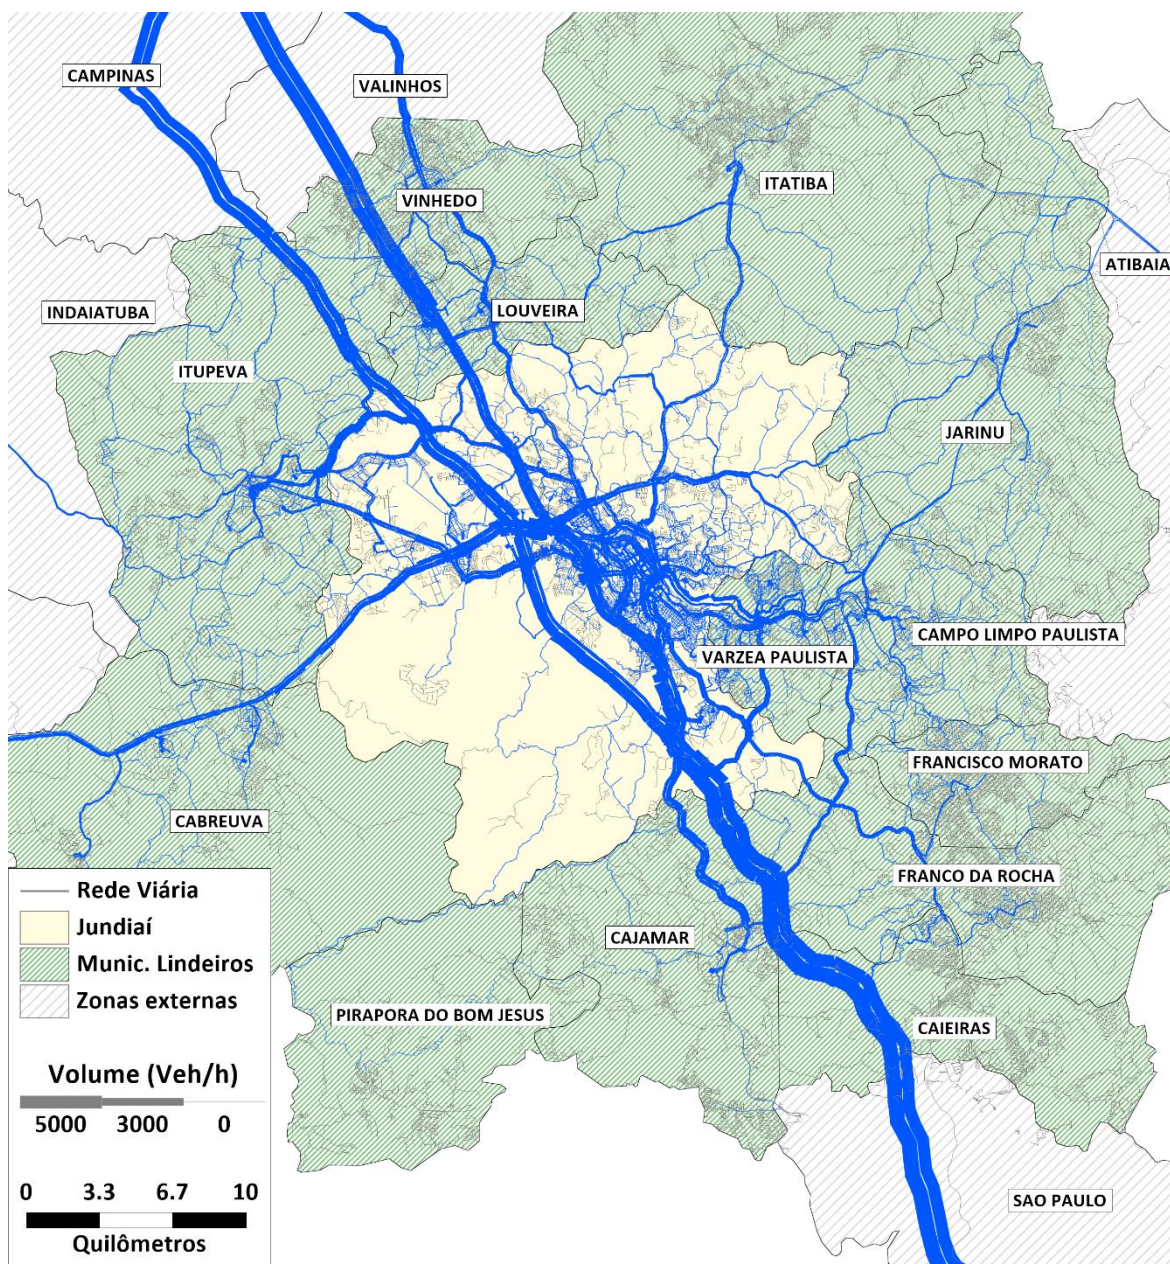 CAMPINAS
VALINHOS
ITATIBA
VINHEDO
ATIBAIA
INDAIATUBA
LOUVEIRA
ITUPEVA
JARINU
CAMPO LIMPO PAULISTA
VARZEA PAULISTA
FRANCISCO MORATO
CABREUVA
FRANCO DA ROCHA
CAJAMAR
PIRAPORA DO BOM JESUS
CAIEIRAS
SAO PAULO
Rede Viária
Jundiaí
Munic. Lindeiros
Zonas externas
Volume (Veh/h)
5000 3000 0
0 3.3 6.7 10
Quilômetros